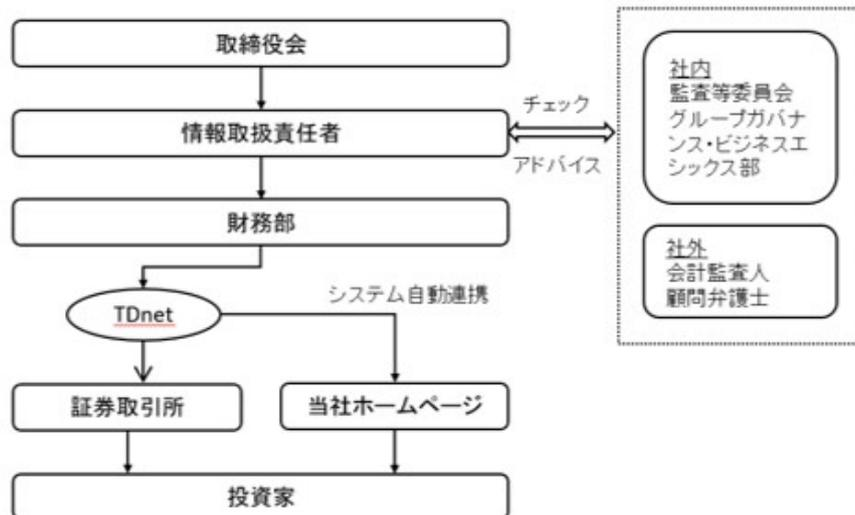 取締役会
情報取扱責任者
チェック
アドバイス
社内
監査等委員会
グループガバナ
ンス・ビジネスエ
シックス部
社外
会計監査人
顧問弁護士
財務部
システム自動連携
TDnet
証券取引所
当社ホームページ
投資家